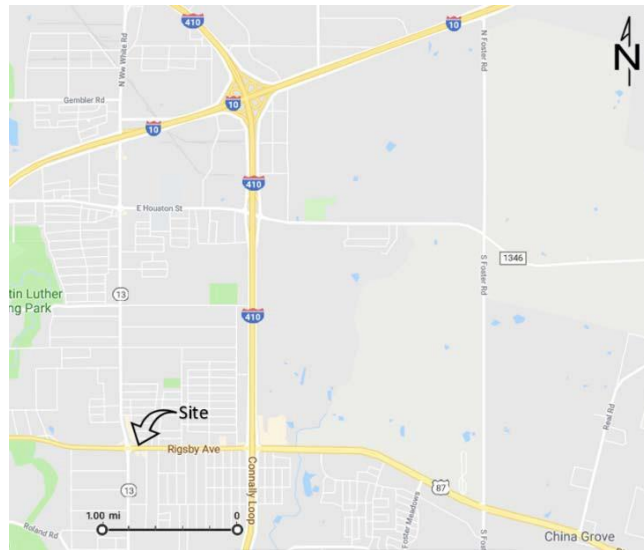 410
10
N Foster Rd
N
N Ww White Rd
Gembler Rd
10
10
410
E Houston St
1346
S Foster Rd
tin Luther
ng Park
13
410
Site
Rigsby Ave
Real Rd
Connally Loop
13
87
Foster Meadows
1.00 mi
0
Roland Rd
S Foster Rd
China Grove